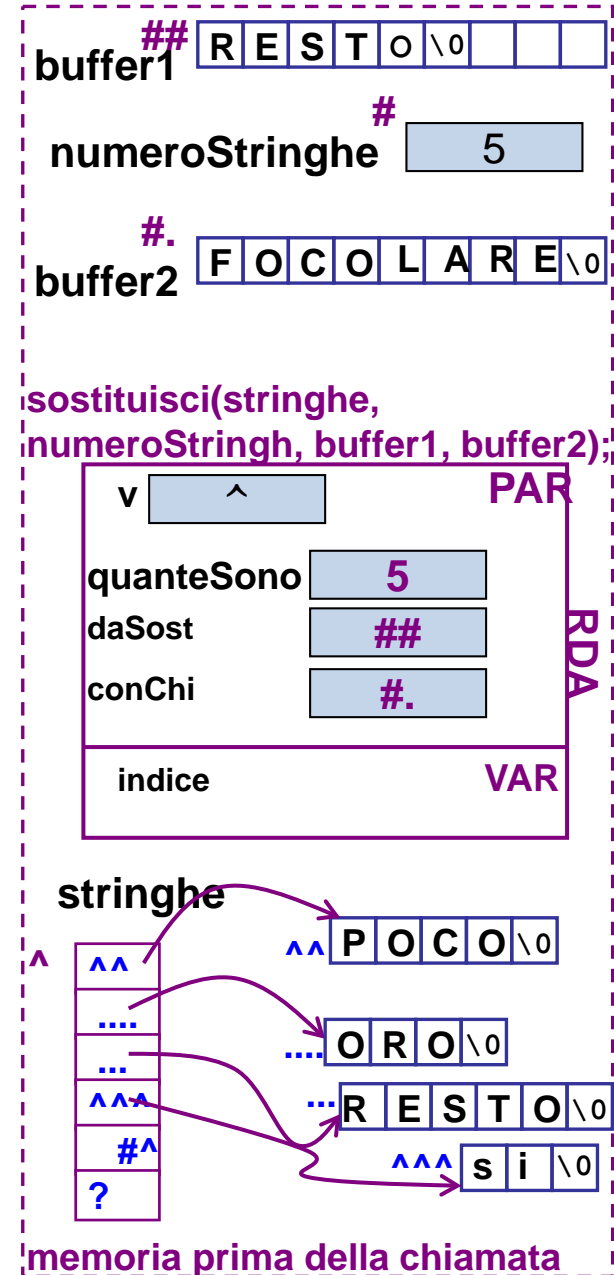 ##
buffer1 R E S T O \0
#
numeroStringhe 5
#.
buffer2 F O C O L A R E \0
sostituisci(stringhe,
numeroStringh, buffer1, buffer2);
v ^ PAR
quanteSono 5
daSost ##
conChi #.
RDA
indice VAR
stringhe
^ ^^ ^^ P O C O \0
.... .... O R O \0
... ... R E S T O \0
^^^ ^^^ s i \0
#^
?
memoria prima della chiamata